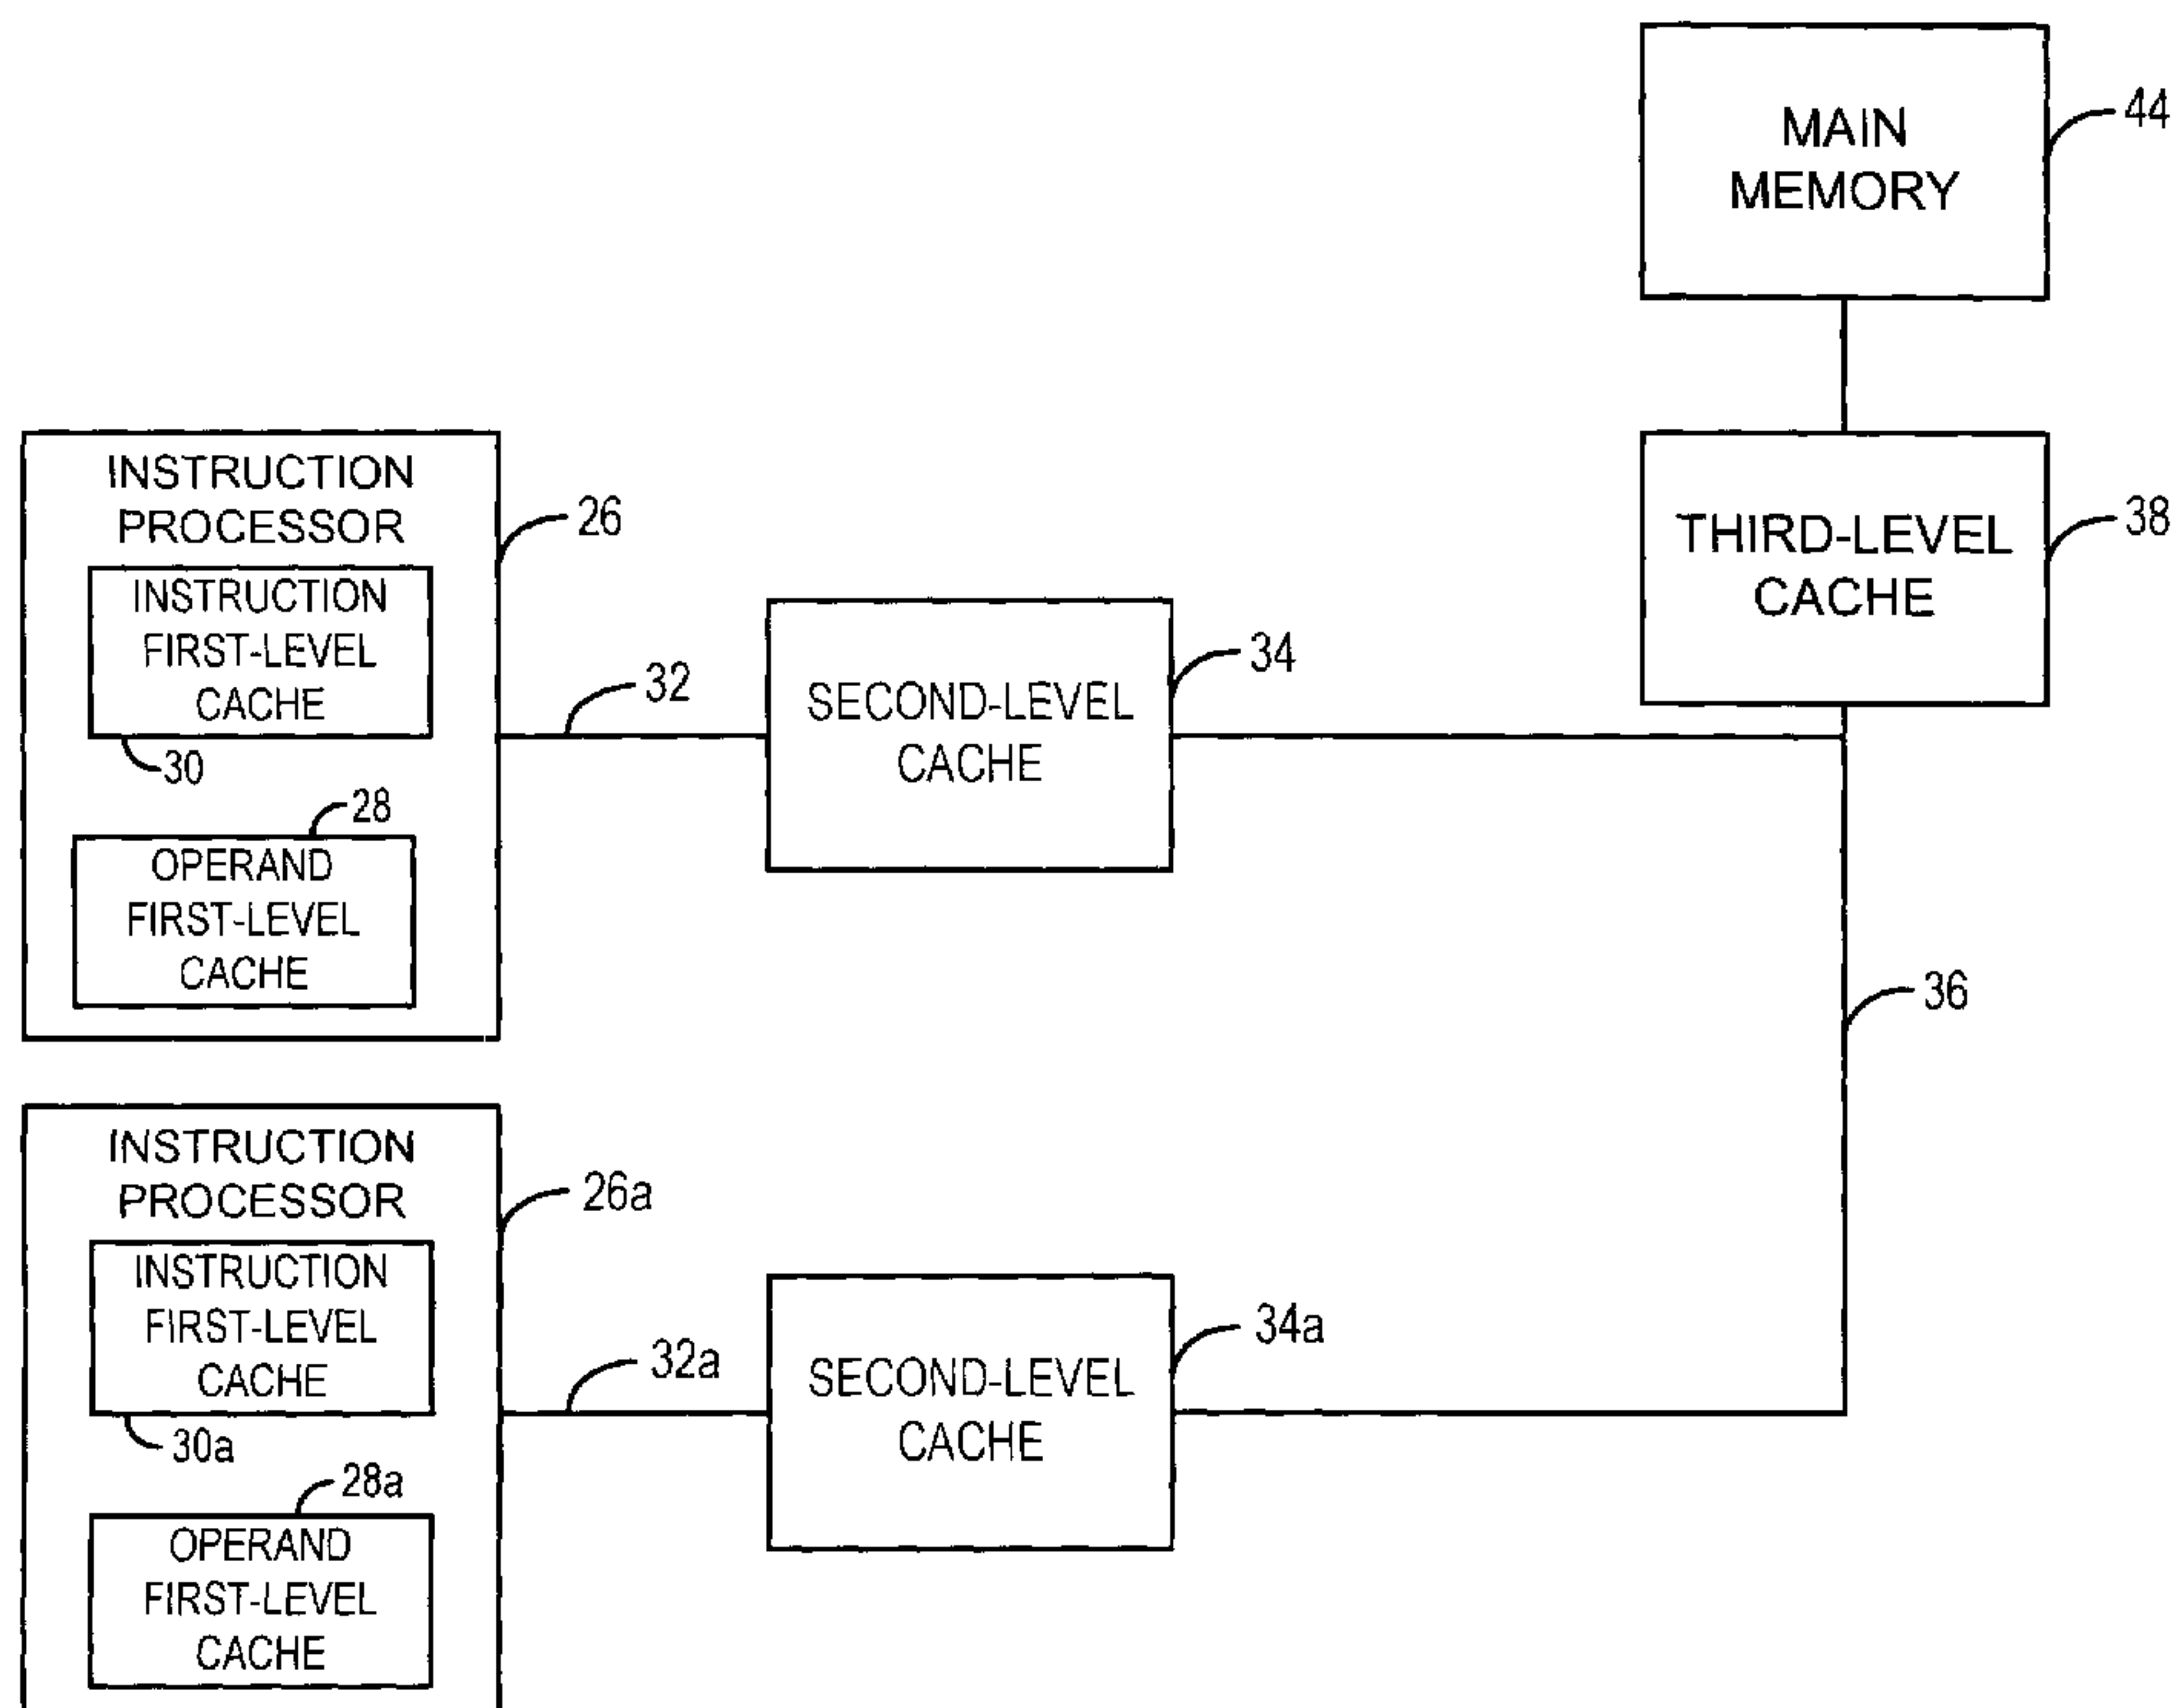 MAIN
MEMORY
44
THIRD-LEVEL
CACHE
38
INSTRUCTION
PROCESSOR
26
INSTRUCTION
FIRST-LEVEL
CACHE
30
28
OPERAND
FIRST-LEVEL
CACHE
32
SECOND-LEVEL
CACHE
34
36
INSTRUCTION
PROCESSOR
26a
INSTRUCTION
FIRST-LEVEL
CACHE
30a
28a
OPERAND
FIRST-LEVEL
CACHE
32a
SECOND-LEVEL
CACHE
34a